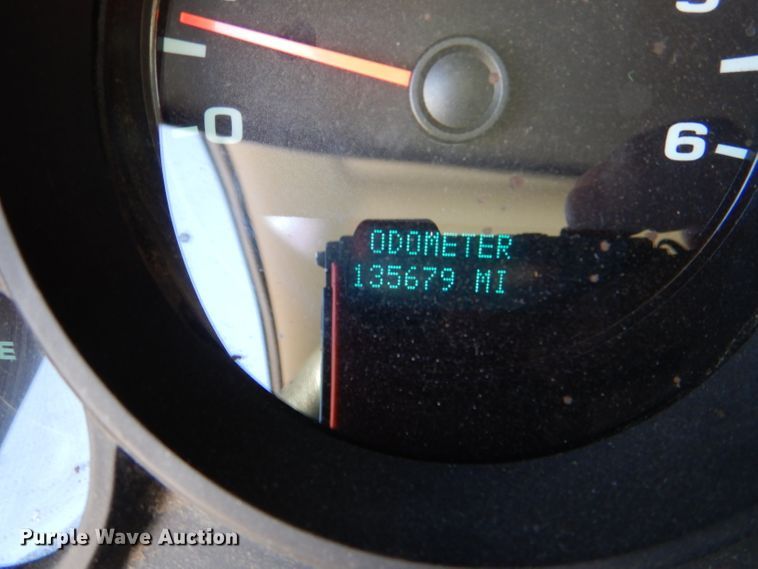 0
6
ODOMETER
135679 MI
E
Purple Wave Auction